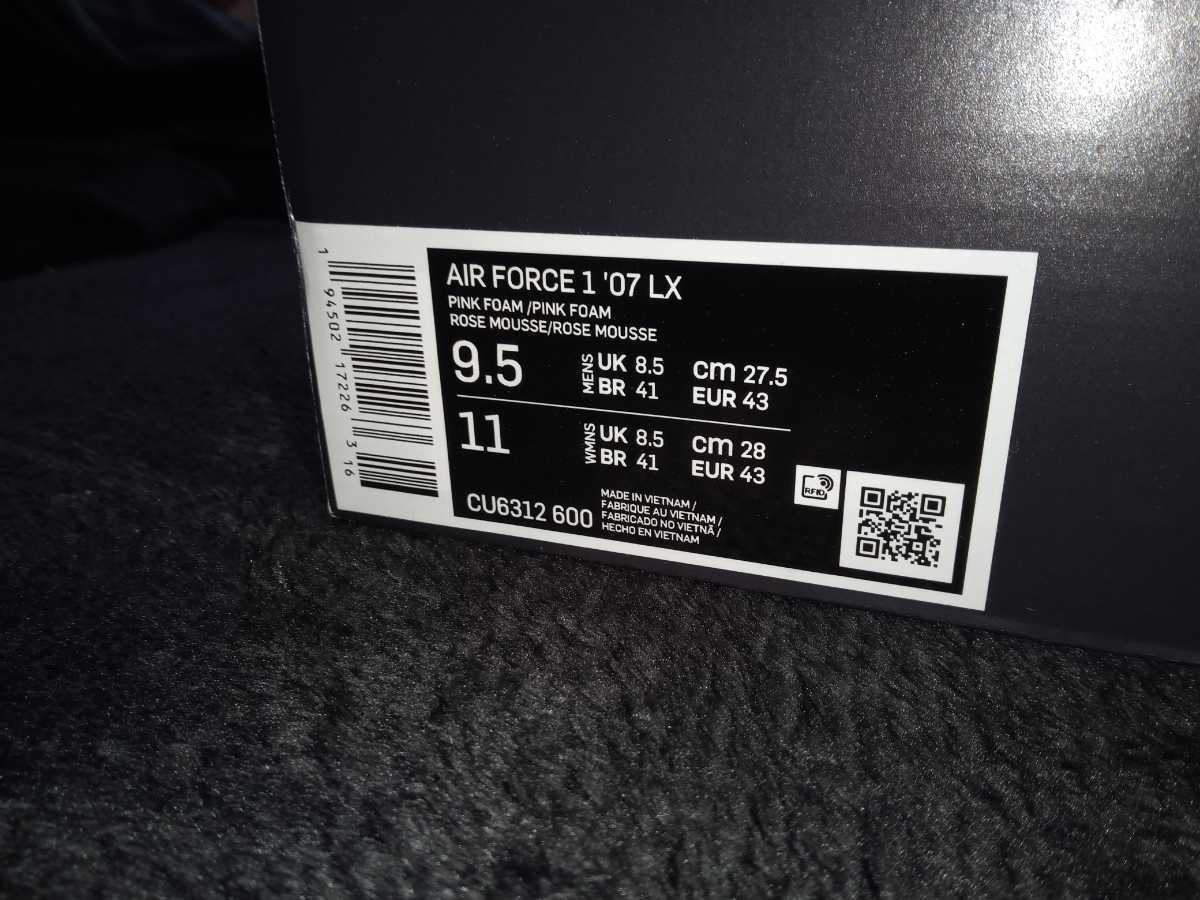 AIR FORCE 1 '07 LX
PINK FOAM /PINK FOAM
ROSE MOUSSE/ROSE MOUSSE
9.5 MENS UK 8.5 cm 27.5
BR 41 EUR 43
11 WMNS UK 8.5 cm 28
BR 41 EUR 43
CU6312 600
MADE IN VIETNAM /
FABRIQUE AU VIETNAM /
FABRICADO NO VIETNÃ /
HECHO EN VIETNAM
RFID
1 94502 17226 3 16